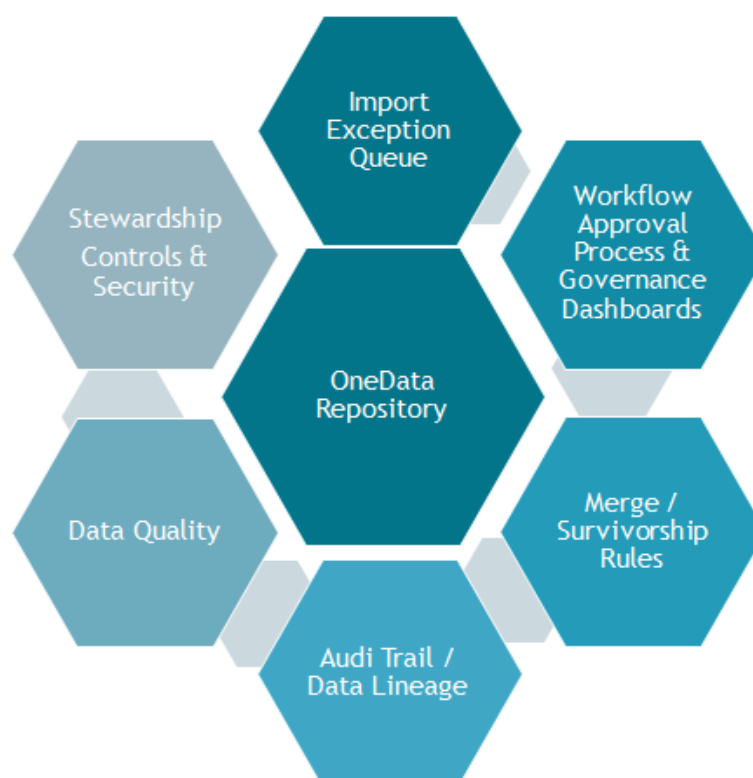 Import
Exception
Queue
Workflow
Approval
Process &
Governance
Dashboards
Stewardship
Controls &
Security
OneData
Repository
Merge /
Survivorship
Rules
Data Quality
Audi Trail /
Data Lineage